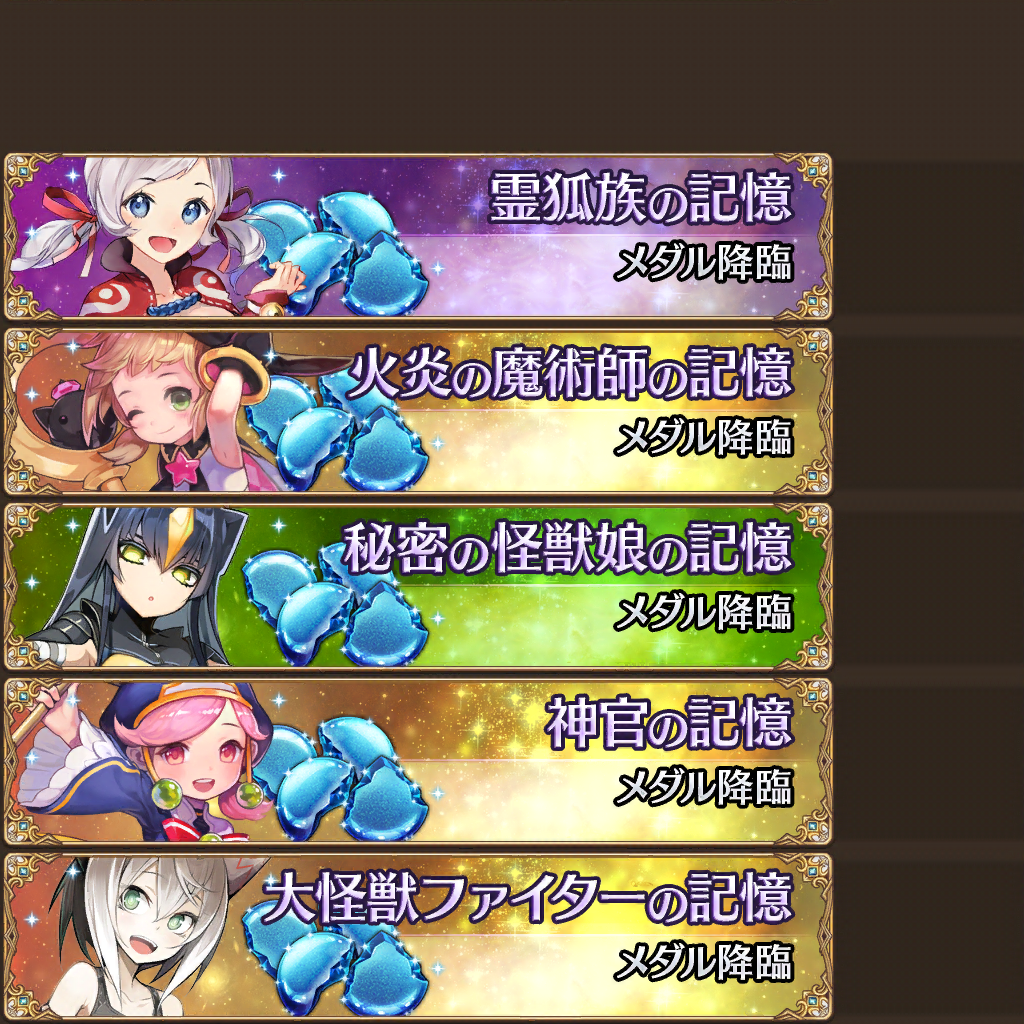 霊狐族の記憶
メダル降臨
火炎の魔術師の記憶
メダル降臨
秘密の怪獣娘の記憶
メダル降臨
神官の記憶
メダル降臨
大怪獣ファイターの記憶
メダル降臨